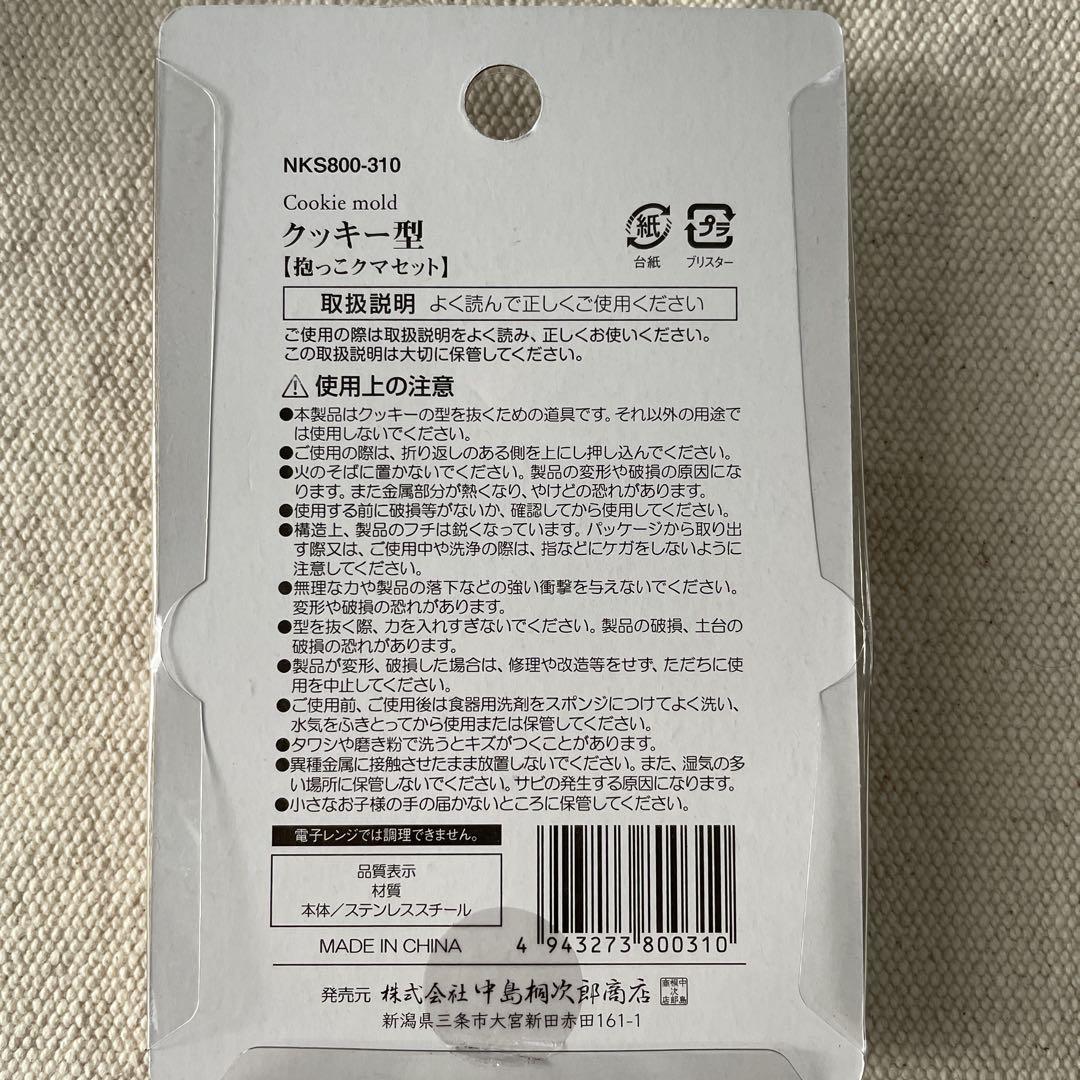 NKS800-310
Cookie mold
クッキー型
【抱っこクマセット】
紙
台紙
プラ
ブリスター
取扱説明 よく読んで正しくご使用ください
ご使用の際は取扱説明をよく読み、正しくお使いください。
この取扱説明は大切に保管してください。
使用上の注意
●本製品はクッキーの型を抜くための道具です。それ以外の用途で
は使用しないでください。
●ご使用の際は、折り返しのある側を上にし押し込んでください。
●火のそばに置かないでください。製品の変形や破損の原因にな
ります。また金属部分が熱くなり、やけどの恐れがあります。
●使用する前に破損等がないか、確認してから使用してください。
●構造上、製品のフチは鋭くなっています。パッケージから取り出
す際又は、ご使用中や洗浄の際は、指などにケガをしないように
注意してください。
●無理な力や製品の落下などの強い衝撃を与えないでください。
変形や破損の恐れがあります。
●型を抜く際、力を入れすぎないでください。製品の破損、土台の
破損の恐れがあります。
●製品が変形、破損した場合は、修理や改造等をせず、ただちに使
用を中止してください。
●ご使用前、ご使用後は食器用洗剤をスポンジにつけてよく洗い、
水気をふきとってから使用または保管してください。
●タワシや磨き粉で洗うとキズがつくことがあります。
●異種金属に接触させたまま放置しないでください。また、湿気の多
い場所に保管しないでください。サビの発生する原因になります。
●小さなお子様の手の届かないところに保管してください。
電子レンジでは調理できません。
品質表示
材質
本体/ステンレススチール
MADE IN CHINA
4 943273 800310
発売元 株式会社 中島桐次郎商店
新潟県三条市大宮新田赤田161-1